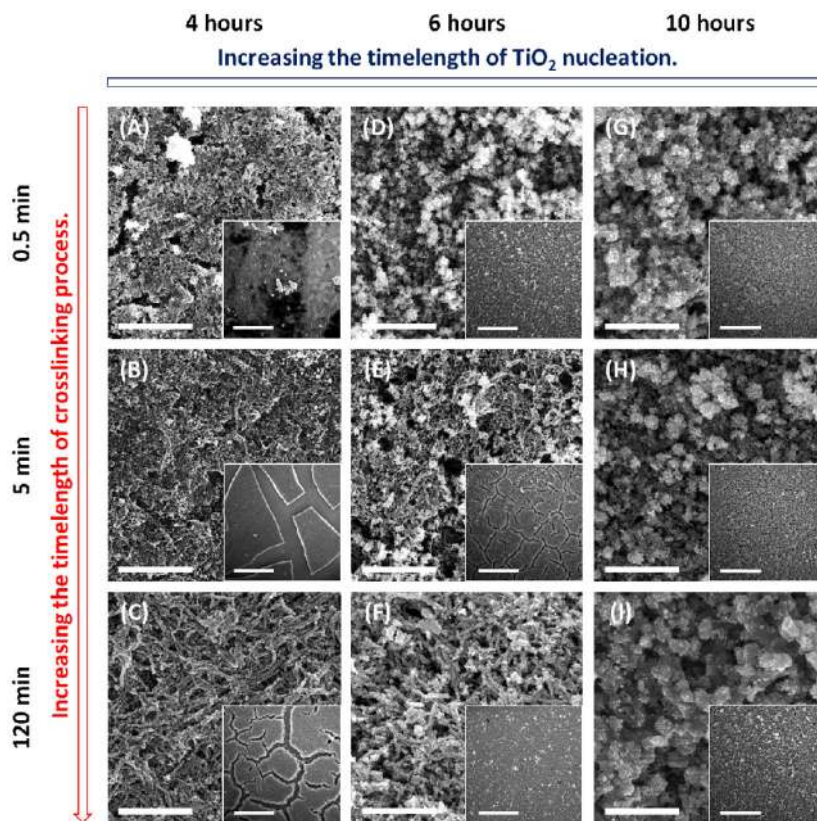 4 hours 6 hours 10 hours
Increasing the timelength of TiO₂ nucleation.
Increasing the timelength of crosslinking process.
0.5 min
(A) (D) (G)
5 min
(B) (E) (H)
120 min
(C) (F) (I)